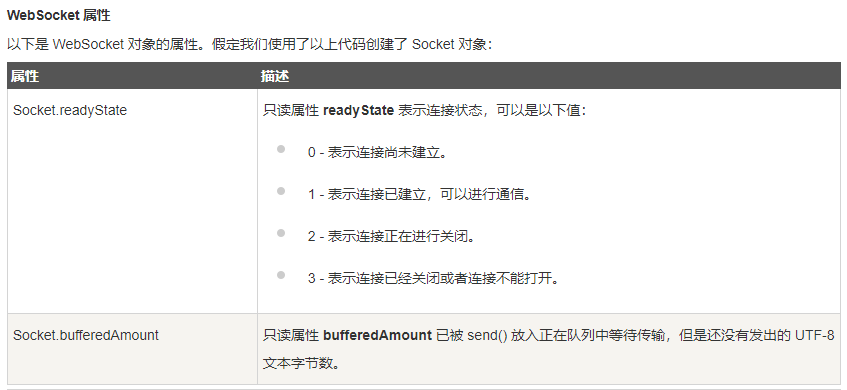 WebSocket 属性
以下是 WebSocket 对象的属性。假定我们使用了以上代码创建了 Socket 对象：
属性 描述
Socket.readyState 只读属性 readyState 表示连接状态，可以是以下值：
0 - 表示连接尚未建立。
1 - 表示连接已建立，可以进行通信。
2 - 表示连接正在进行关闭。
3 - 表示连接已经关闭或者连接不能打开。
Socket.bufferedAmount 只读属性 bufferedAmount 已被 send() 放入正在队列中等待传输，但是还没有发出的 UTF-8
文本字节数。